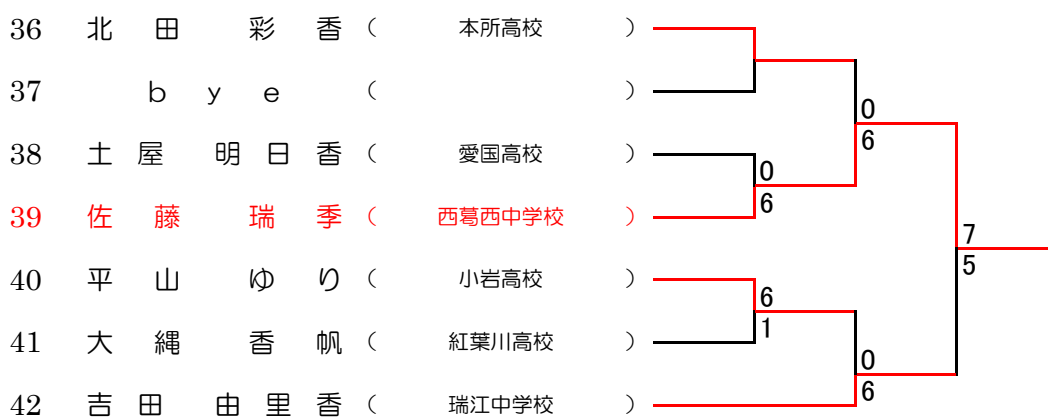 36 北田 彩香 ( 本所高校 )
37 bye ( )
0
6
38 土屋 明日香 ( 愛国高校 )
0
6
39 佐藤 瑞季 ( 西葛西中学校 )
7
5
40 平山 ゆり ( 小岩高校 )
6
1
41 大縄 香帆 ( 紅葉川高校 )
0
6
42 吉田 由里香 ( 瑞江中学校 )